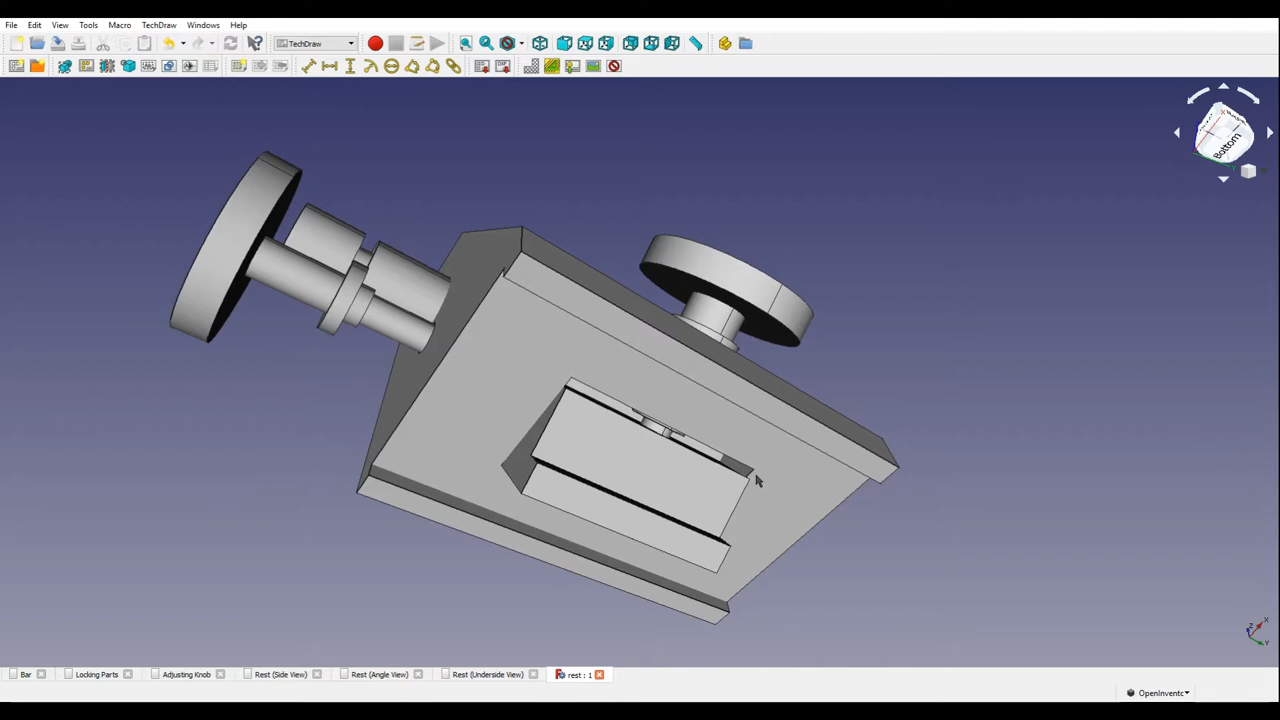 File Edit View Tools Macro TechDraw Windows Help
TechDraw
Bottom
X
Z X
Y
Bar Locking Parts Adjusting Knob Rest (Side View) Rest (Angle View) Rest (Underside View) rest : 1
OpenInventc